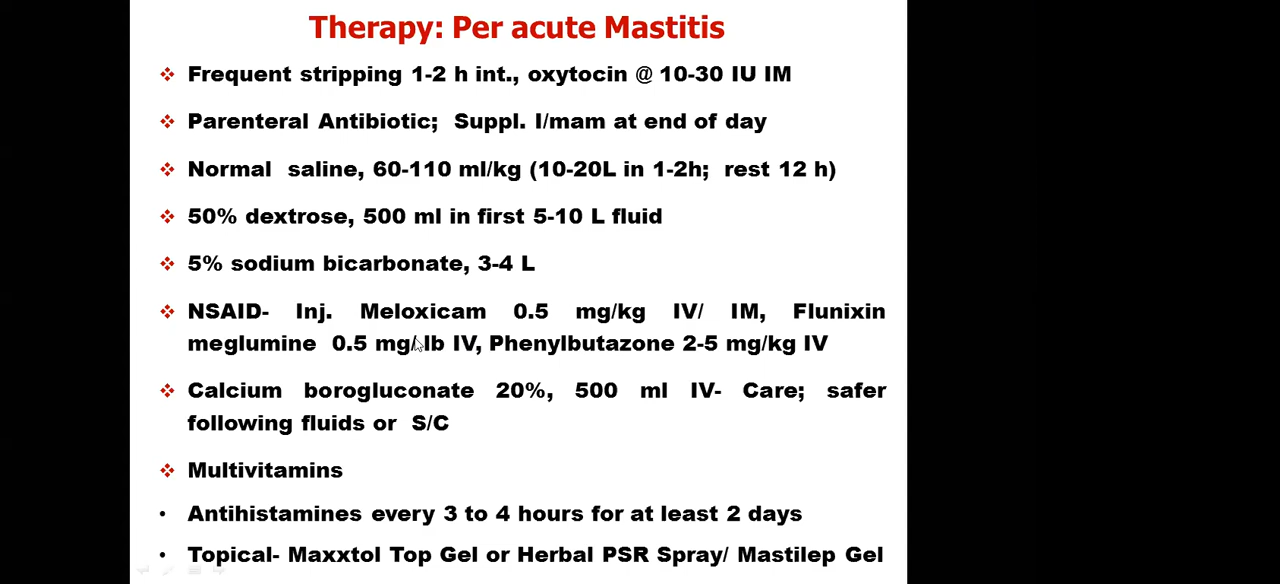 Therapy: Per acute Mastitis
Frequent stripping 1-2 h int., oxytocin @ 10-30 IU IM
Parenteral Antibiotic; Suppl. I/mam at end of day
Normal saline, 60-110 ml/kg (10-20L in 1-2h; rest 12 h)
50% dextrose, 500 ml in first 5-10 L fluid
5% sodium bicarbonate, 3-4 L
NSAID- Inj. Meloxicam 0.5 mg/kg IV/ IM, Flunixin
meglumine 0.5 mg/lb IV, Phenylbutazone 2-5 mg/kg IV
Calcium borogluconate 20%, 500 ml IV- Care; safer
following fluids or S/C
Multivitamins
• Antihistamines every 3 to 4 hours for at least 2 days
• Topical- Maxxtol Top Gel or Herbal PSR Spray/ Mastilep Gel